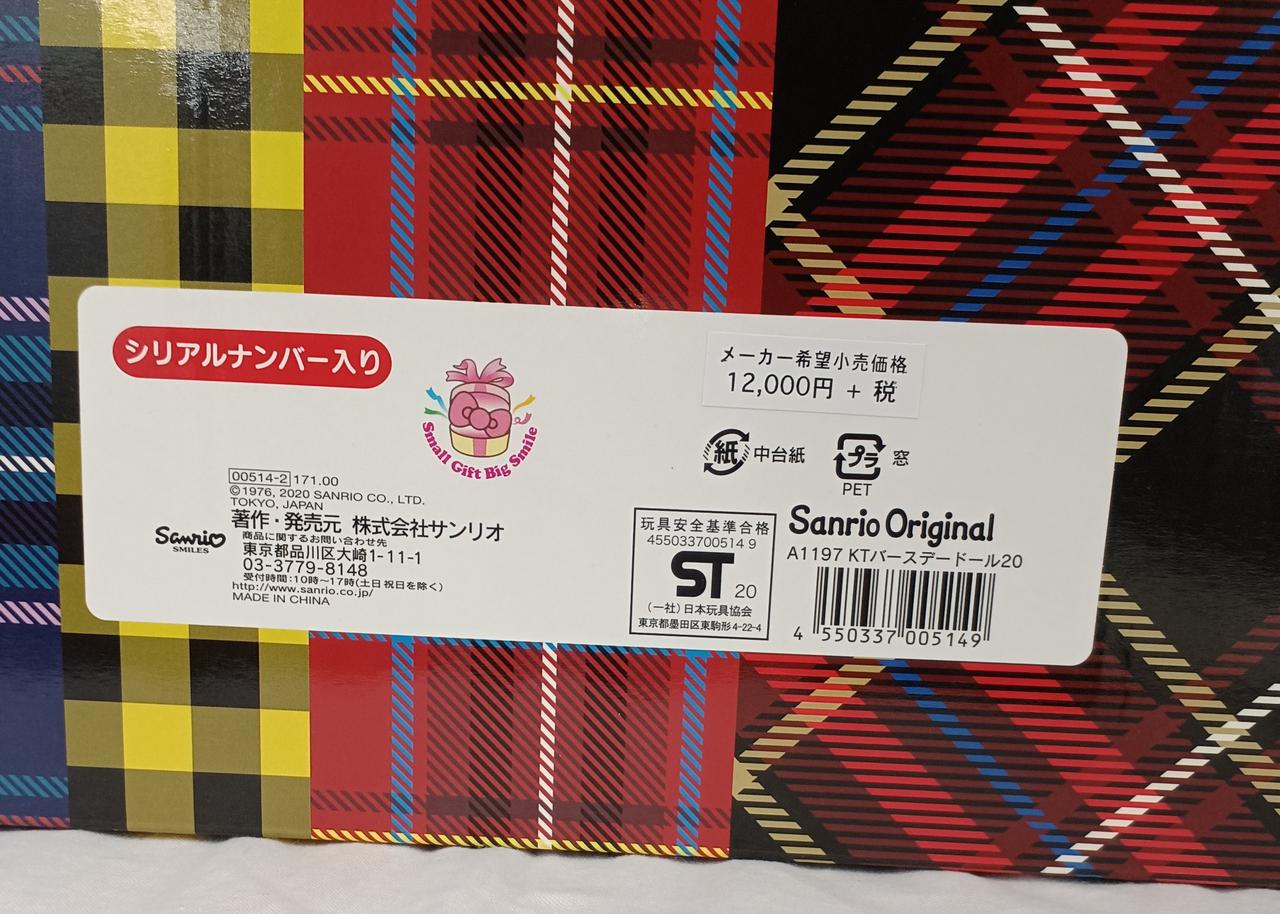 シリアルナンバー入り
Small Gift Big Smile
メーカー希望小売価格
12,000円 + 税
紙 中台紙
プラ 窓
PET
00514-2 171.00
©1976, 2020 SANRIO CO., LTD.
TOKYO, JAPAN
著作・発売元 株式会社サンリオ
Sanrio
SMILES
商品に関するお問い合わせ先
東京都品川区大崎1-11-1
03-3779-8148
受付時間:10時〜17時(土日祝日を除く)
http://www.sanrio.co.jp/
MADE IN CHINA
玩具安全基準合格
455033700514 9
ST 20
(一社)日本玩具協会
東京都墨田区東駒形4-22-4
Sanrio Original
A1197 KTバースデードール20
4 550337 005149